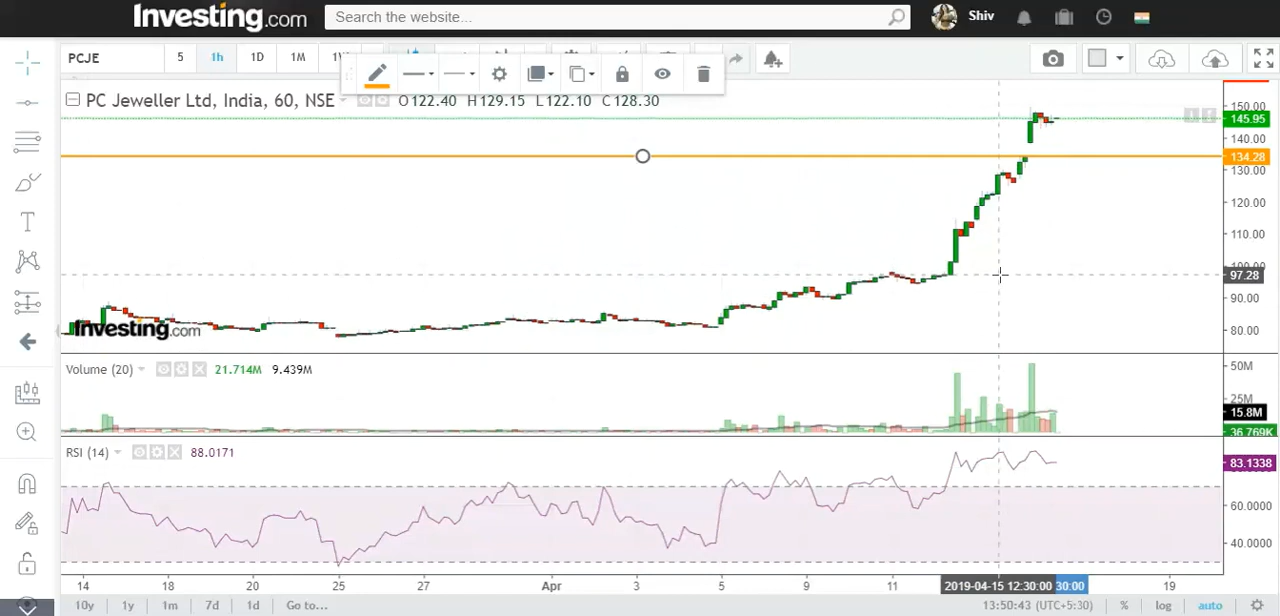 Investing.com
Search the website...
Shiv
PCJE
5
1h
1D
1M
PC Jeweller Ltd, India, 60, NSE
O 122.40 H 129.15 L 122.10 C 128.30
150.00
145.95
140.00
134.28
130.00
120.00
110.00
100.00
97.28
90.00
80.00
Investing.com
Volume (20)
21.714M 9.439M
50M
25M
15.8M
36.769K
RSI (14)
88.0171
83.1338
60.0000
40.0000
14 18 20 25 27 Apr 3 5 9 11 2019-04-15 12:30:00 30:00 19
10y 1y 1m 7d 1d Go to... 13:50:43 (UTC+5:30) % log auto